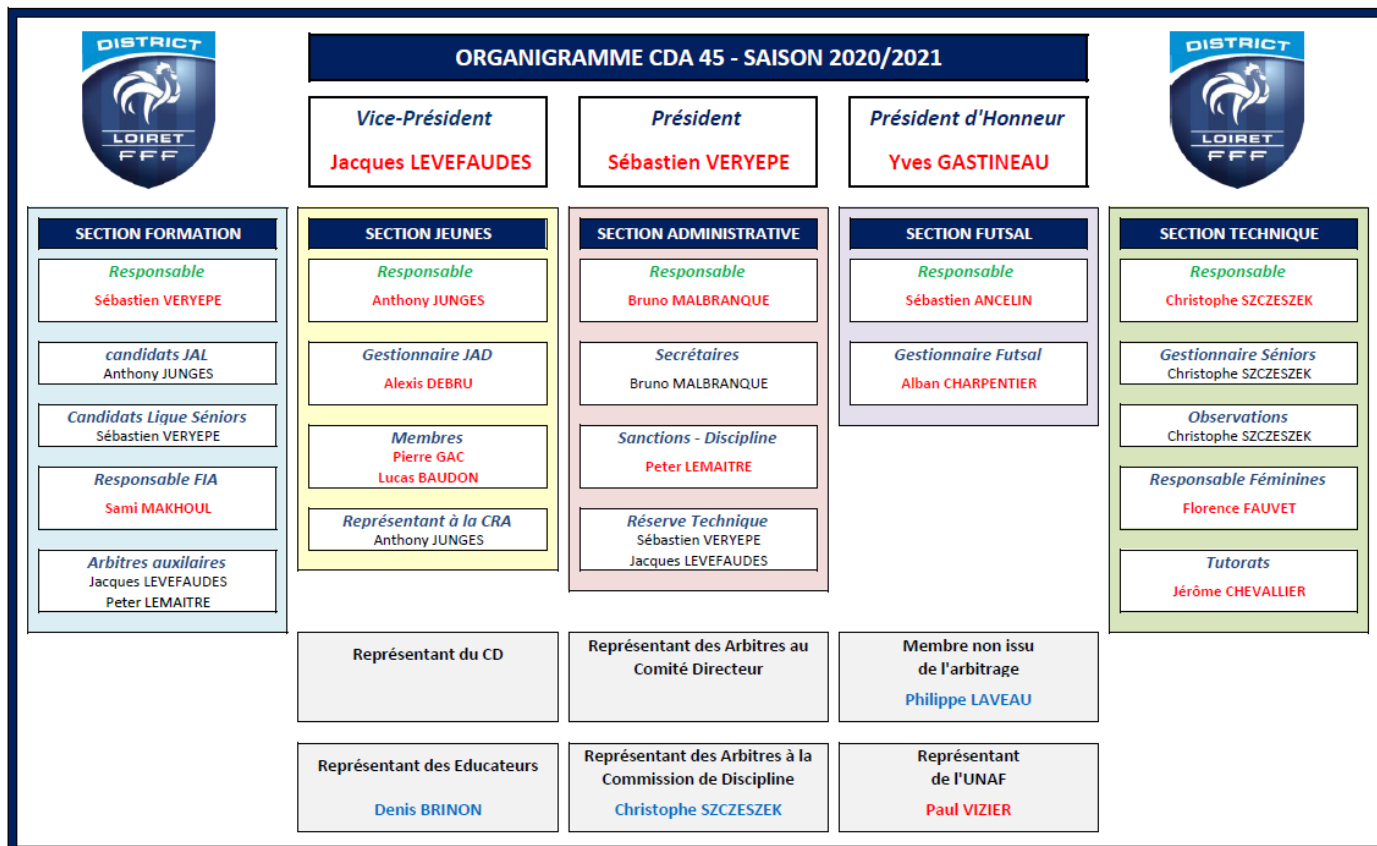 DISTRICT
LOIRET
FFF
ORGANIGRAMME CDA 45 - SAISON 2020/2021
DISTRICT
LOIRET
FFF
Vice-Président
Jacques LEVEFAUDES
Président
Sébastien VERYEPE
Président d'Honneur
Yves GASTINEAU
SECTION FORMATION
Responsable
Sébastien VERYEPE
candidats JAL
Anthony JUNGES
Candidats Ligue Séniors
Sébastien VERYEPE
Responsable FIA
Sami MAKHOUL
Arbitres auxilaires
Jacques LEVEFAUDES
Peter LEMAITRE
SECTION JEUNES
Responsable
Anthony JUNGES
Gestionnaire JAD
Alexis DEBRU
Membres
Pierre GAC
Lucas BAUDON
Représentant à la CRA
Anthony JUNGES
SECTION ADMINISTRATIVE
Responsable
Bruno MALBRANQUE
Secrétaires
Bruno MALBRANQUE
Sanctions - Discipline
Peter LEMAITRE
Réserve Technique
Sébastien VERYEPE
Jacques LEVEFAUDES
SECTION FUTSAL
Responsable
Sébastien ANCELIN
Gestionnaire Futsal
Alban CHARPENTIER
SECTION TECHNIQUE
Responsable
Christophe SZCZESZEK
Gestionnaire Séniors
Christophe SZCZESZEK
Observations
Christophe SZCZESZEK
Responsable Féminines
Florence FAUVET
Tutorats
Jérôme CHEVALLIER
Représentant du CD
Représentant des Arbitres au
Comité Directeur
Membre non issu
de l'arbitrage
Philippe LAVEAU
Représentant des Educateurs
Denis BRINON
Représentant des Arbitres à la
Commission de Discipline
Christophe SZCZESZEK
Représentant
de l'UNAF
Paul VIZIER